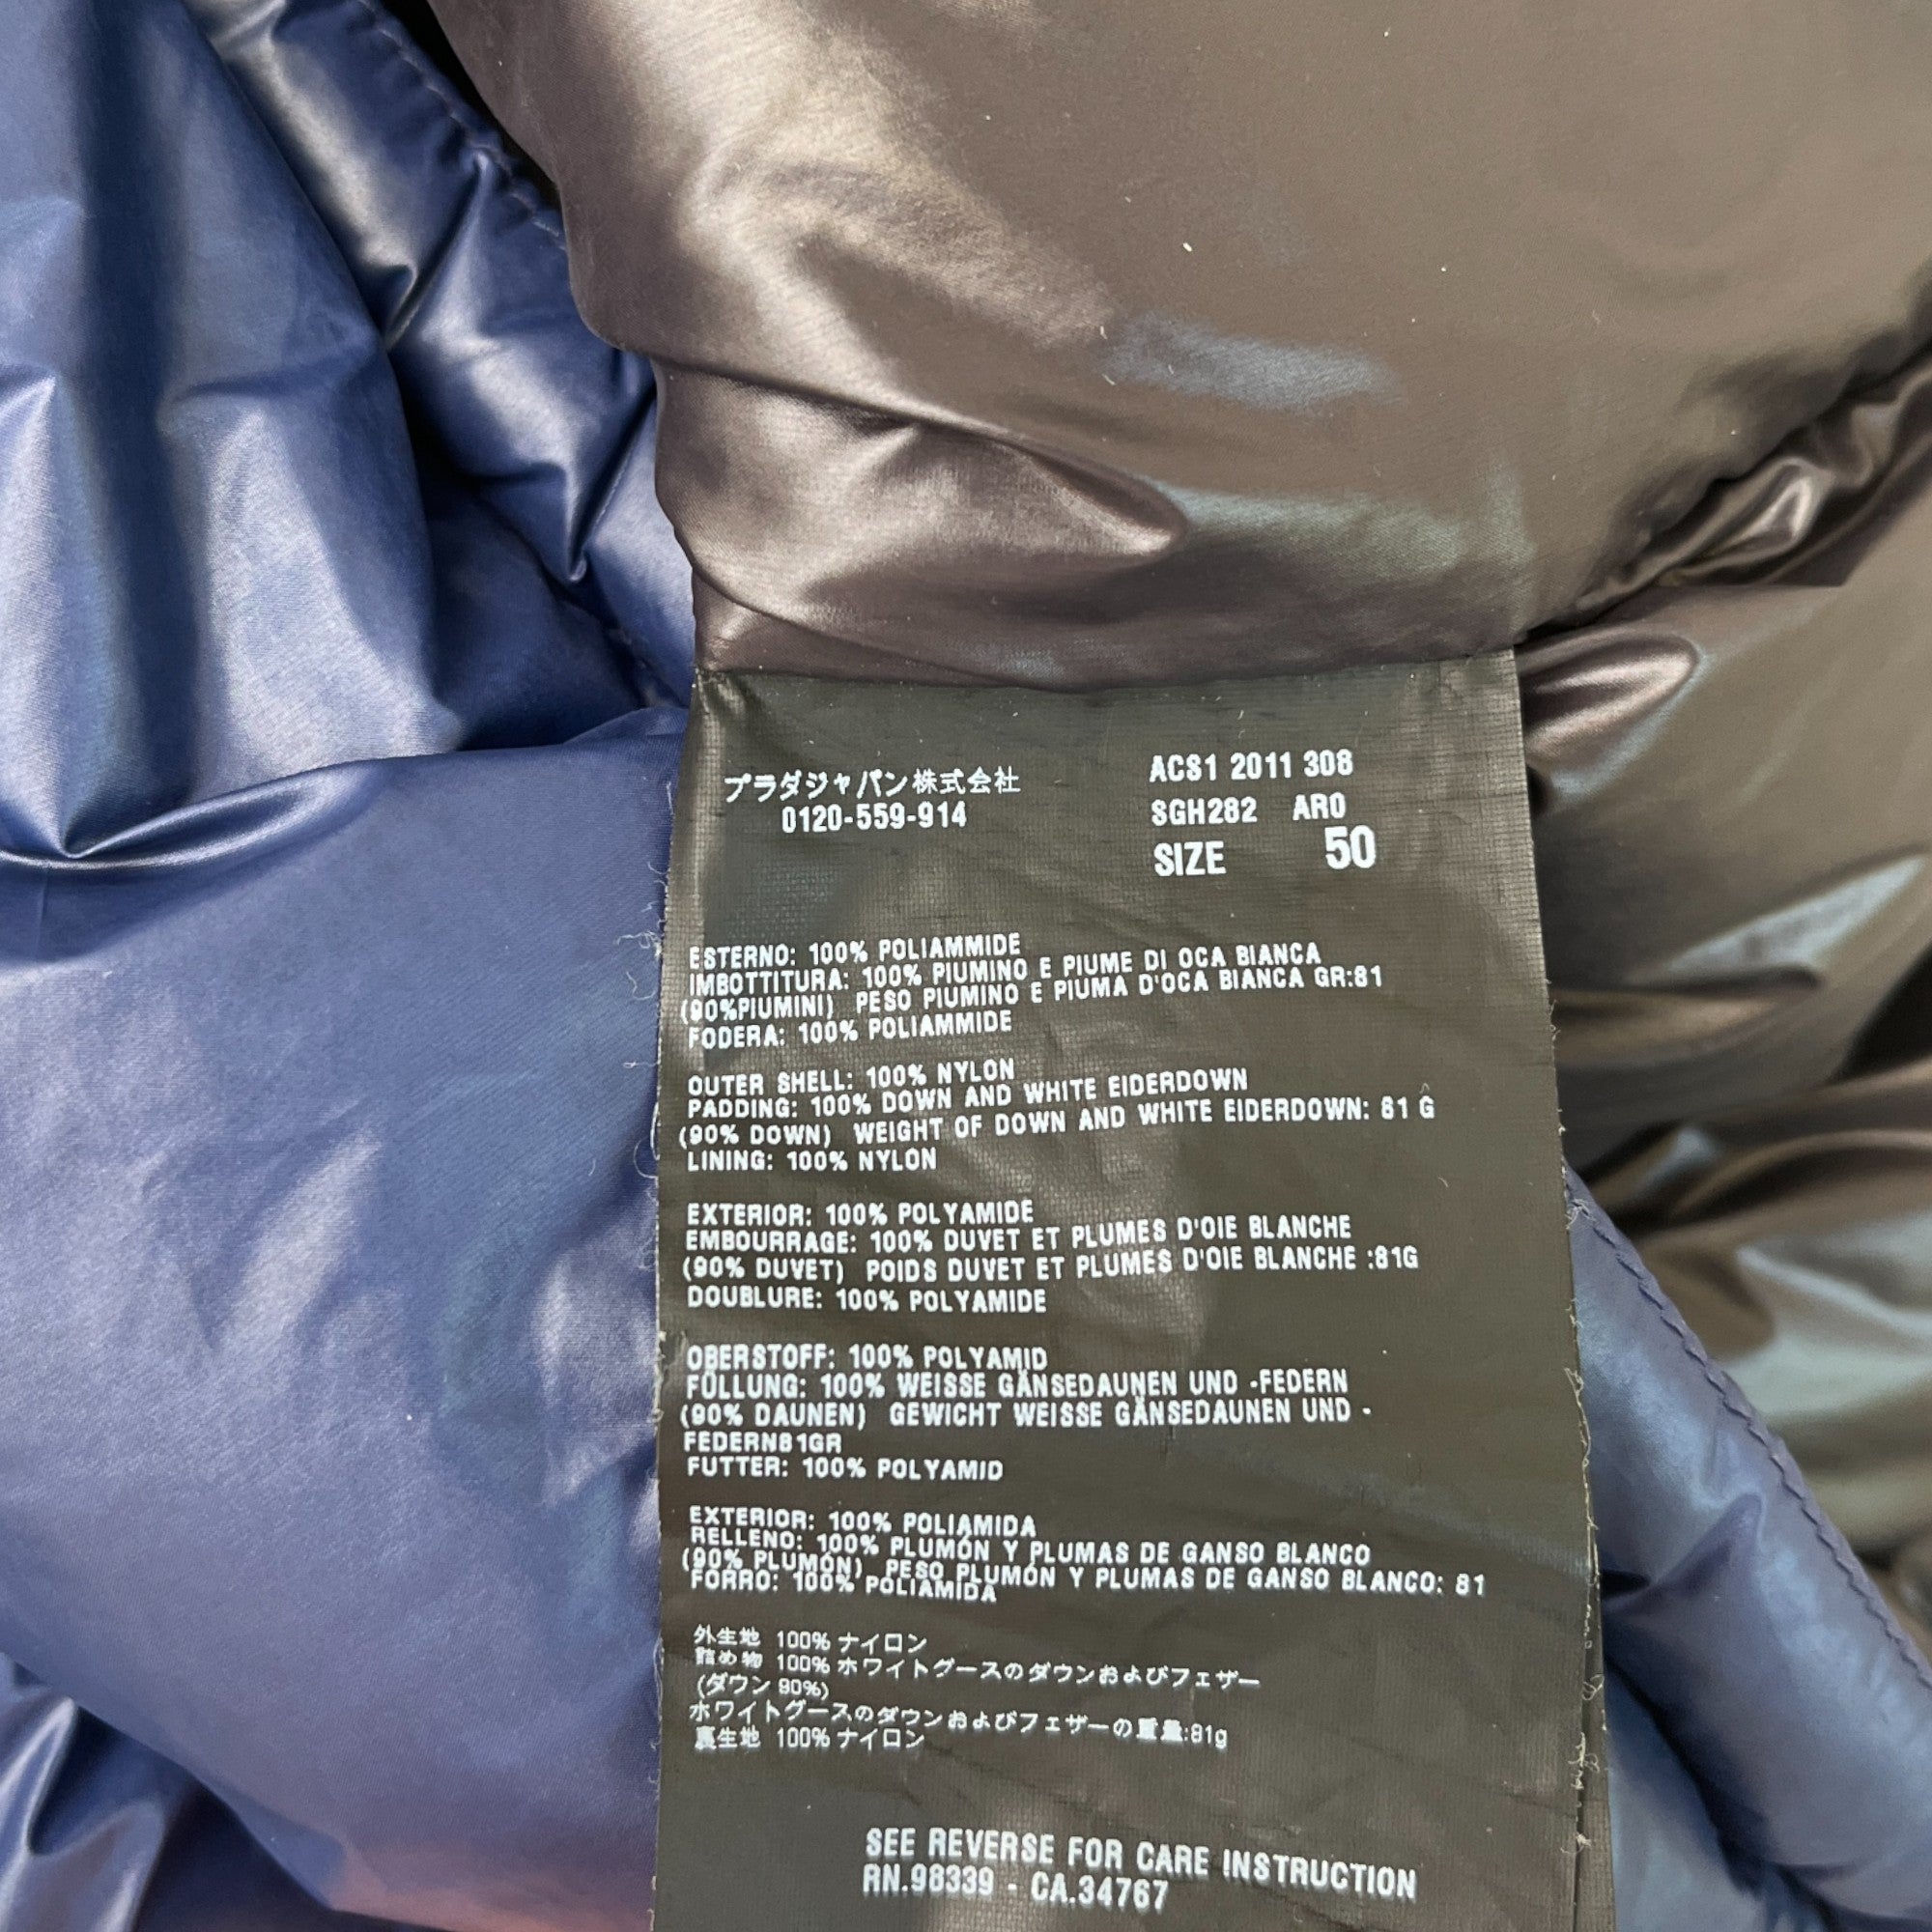 プラダジャパン株式会社
0120-559-914
ACS1 2011 308
SGH282 ARO
SIZE 50
ESTERNO: 100% POLIAMMIDE
IMBOTTITURA: 100% PIUMINO E PIUME DI OCA BIANCA
(90%PIUMINI) PESO PIUMINO E PIUMA D'OCA BIANCA GR:81
FODERA: 100% POLIAMMIDE
OUTER SHELL: 100% NYLON
PADDING: 100% DOWN AND WHITE EIDERDOWN
(90% DOWN) WEIGHT OF DOWN AND WHITE EIDERDOWN: 81 G
LINING: 100% NYLON
EXTERIOR: 100% POLYAMIDE
EMBOURRAGE: 100% DUVET ET PLUMES D'OIE BLANCHE
(90% DUVET) POIDS DUVET ET PLUMES D'OIE BLANCHE :81G
DOUBLURE: 100% POLYAMIDE
OBERSTOFF: 100% POLYAMID
FÜLLUNG: 100% WEISSE GÄNSEDAUNEN UND -FEDERN
(90% DAUNEN) GEWICHT WEISSE GÄNSEDAUNEN UND -
FEDERN81GR
FUTTER: 100% POLYAMID
EXTERIOR: 100% POLIAMIDA
RELLENO: 100% PLUMÓN Y PLUMAS DE GANSO BLANCO
(90% PLUMÓN) PESO PLUMÓN Y PLUMAS DE GANSO BLANCO: 81
FORRO: 100% POLIAMIDA
外生地 100% ナイロン
詰め物 100% ホワイトグースのダウンおよびフェザー
(ダウン 90%)
ホワイトグースのダウンおよびフェザーの重量:81g
裏生地 100% ナイロン
SEE REVERSE FOR CARE INSTRUCTION
RN.98339 - CA.34767